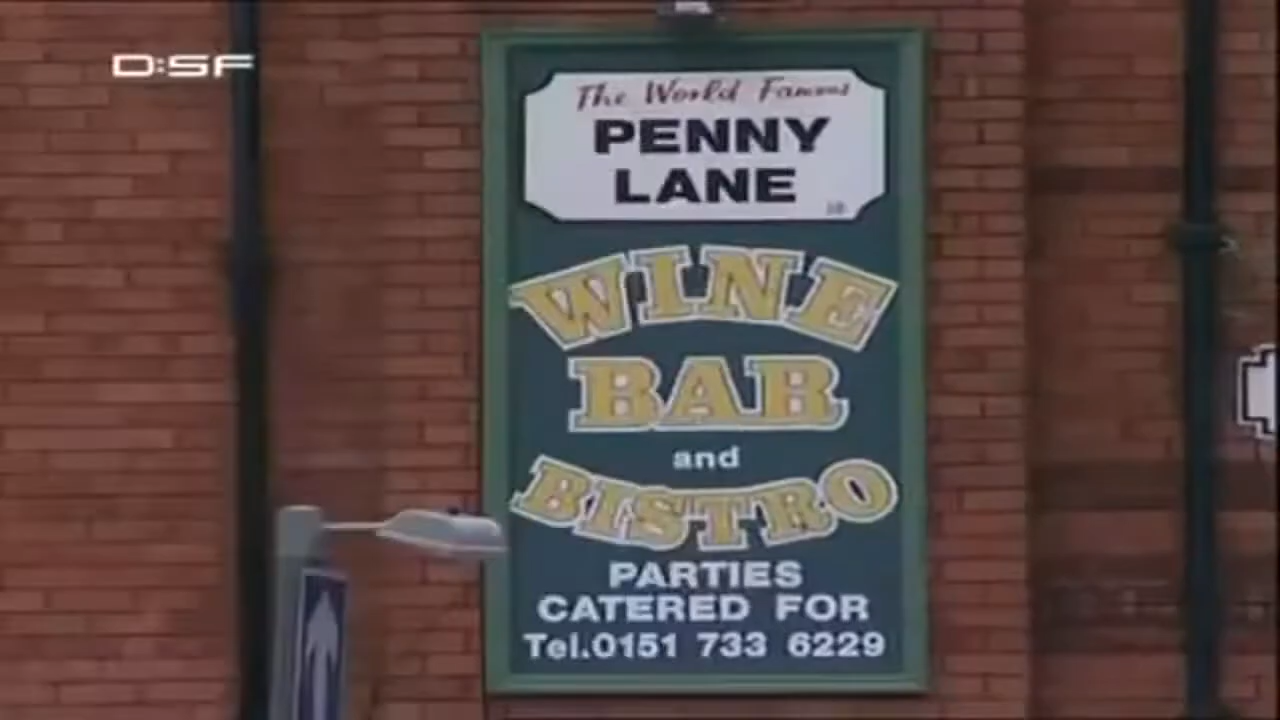 D:SF
The World Famous
PENNY
LANE
WINE
BAR
and
BISTRO
PARTIES
CATERED FOR
Tel.0151 733 6229